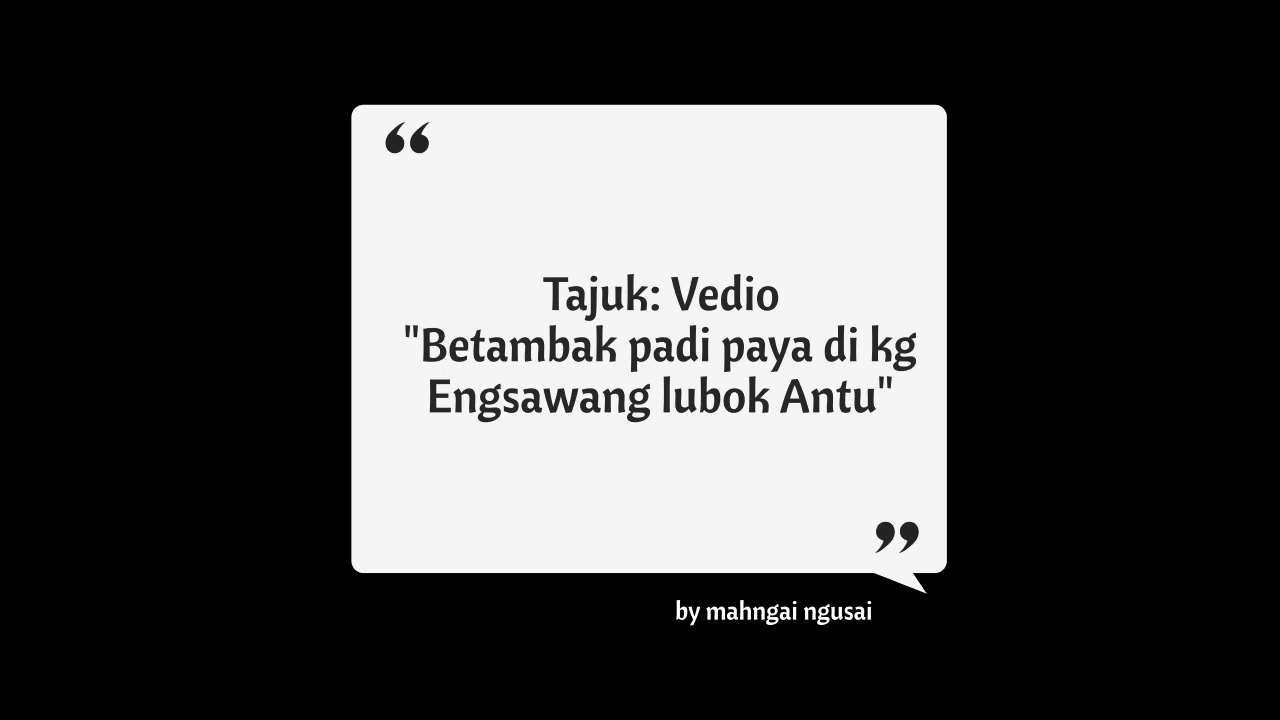 “
Tajuk: Vedio
"Betambak padi paya di kg
Engsawang lubok Antu"
”
by mahngai ngusai